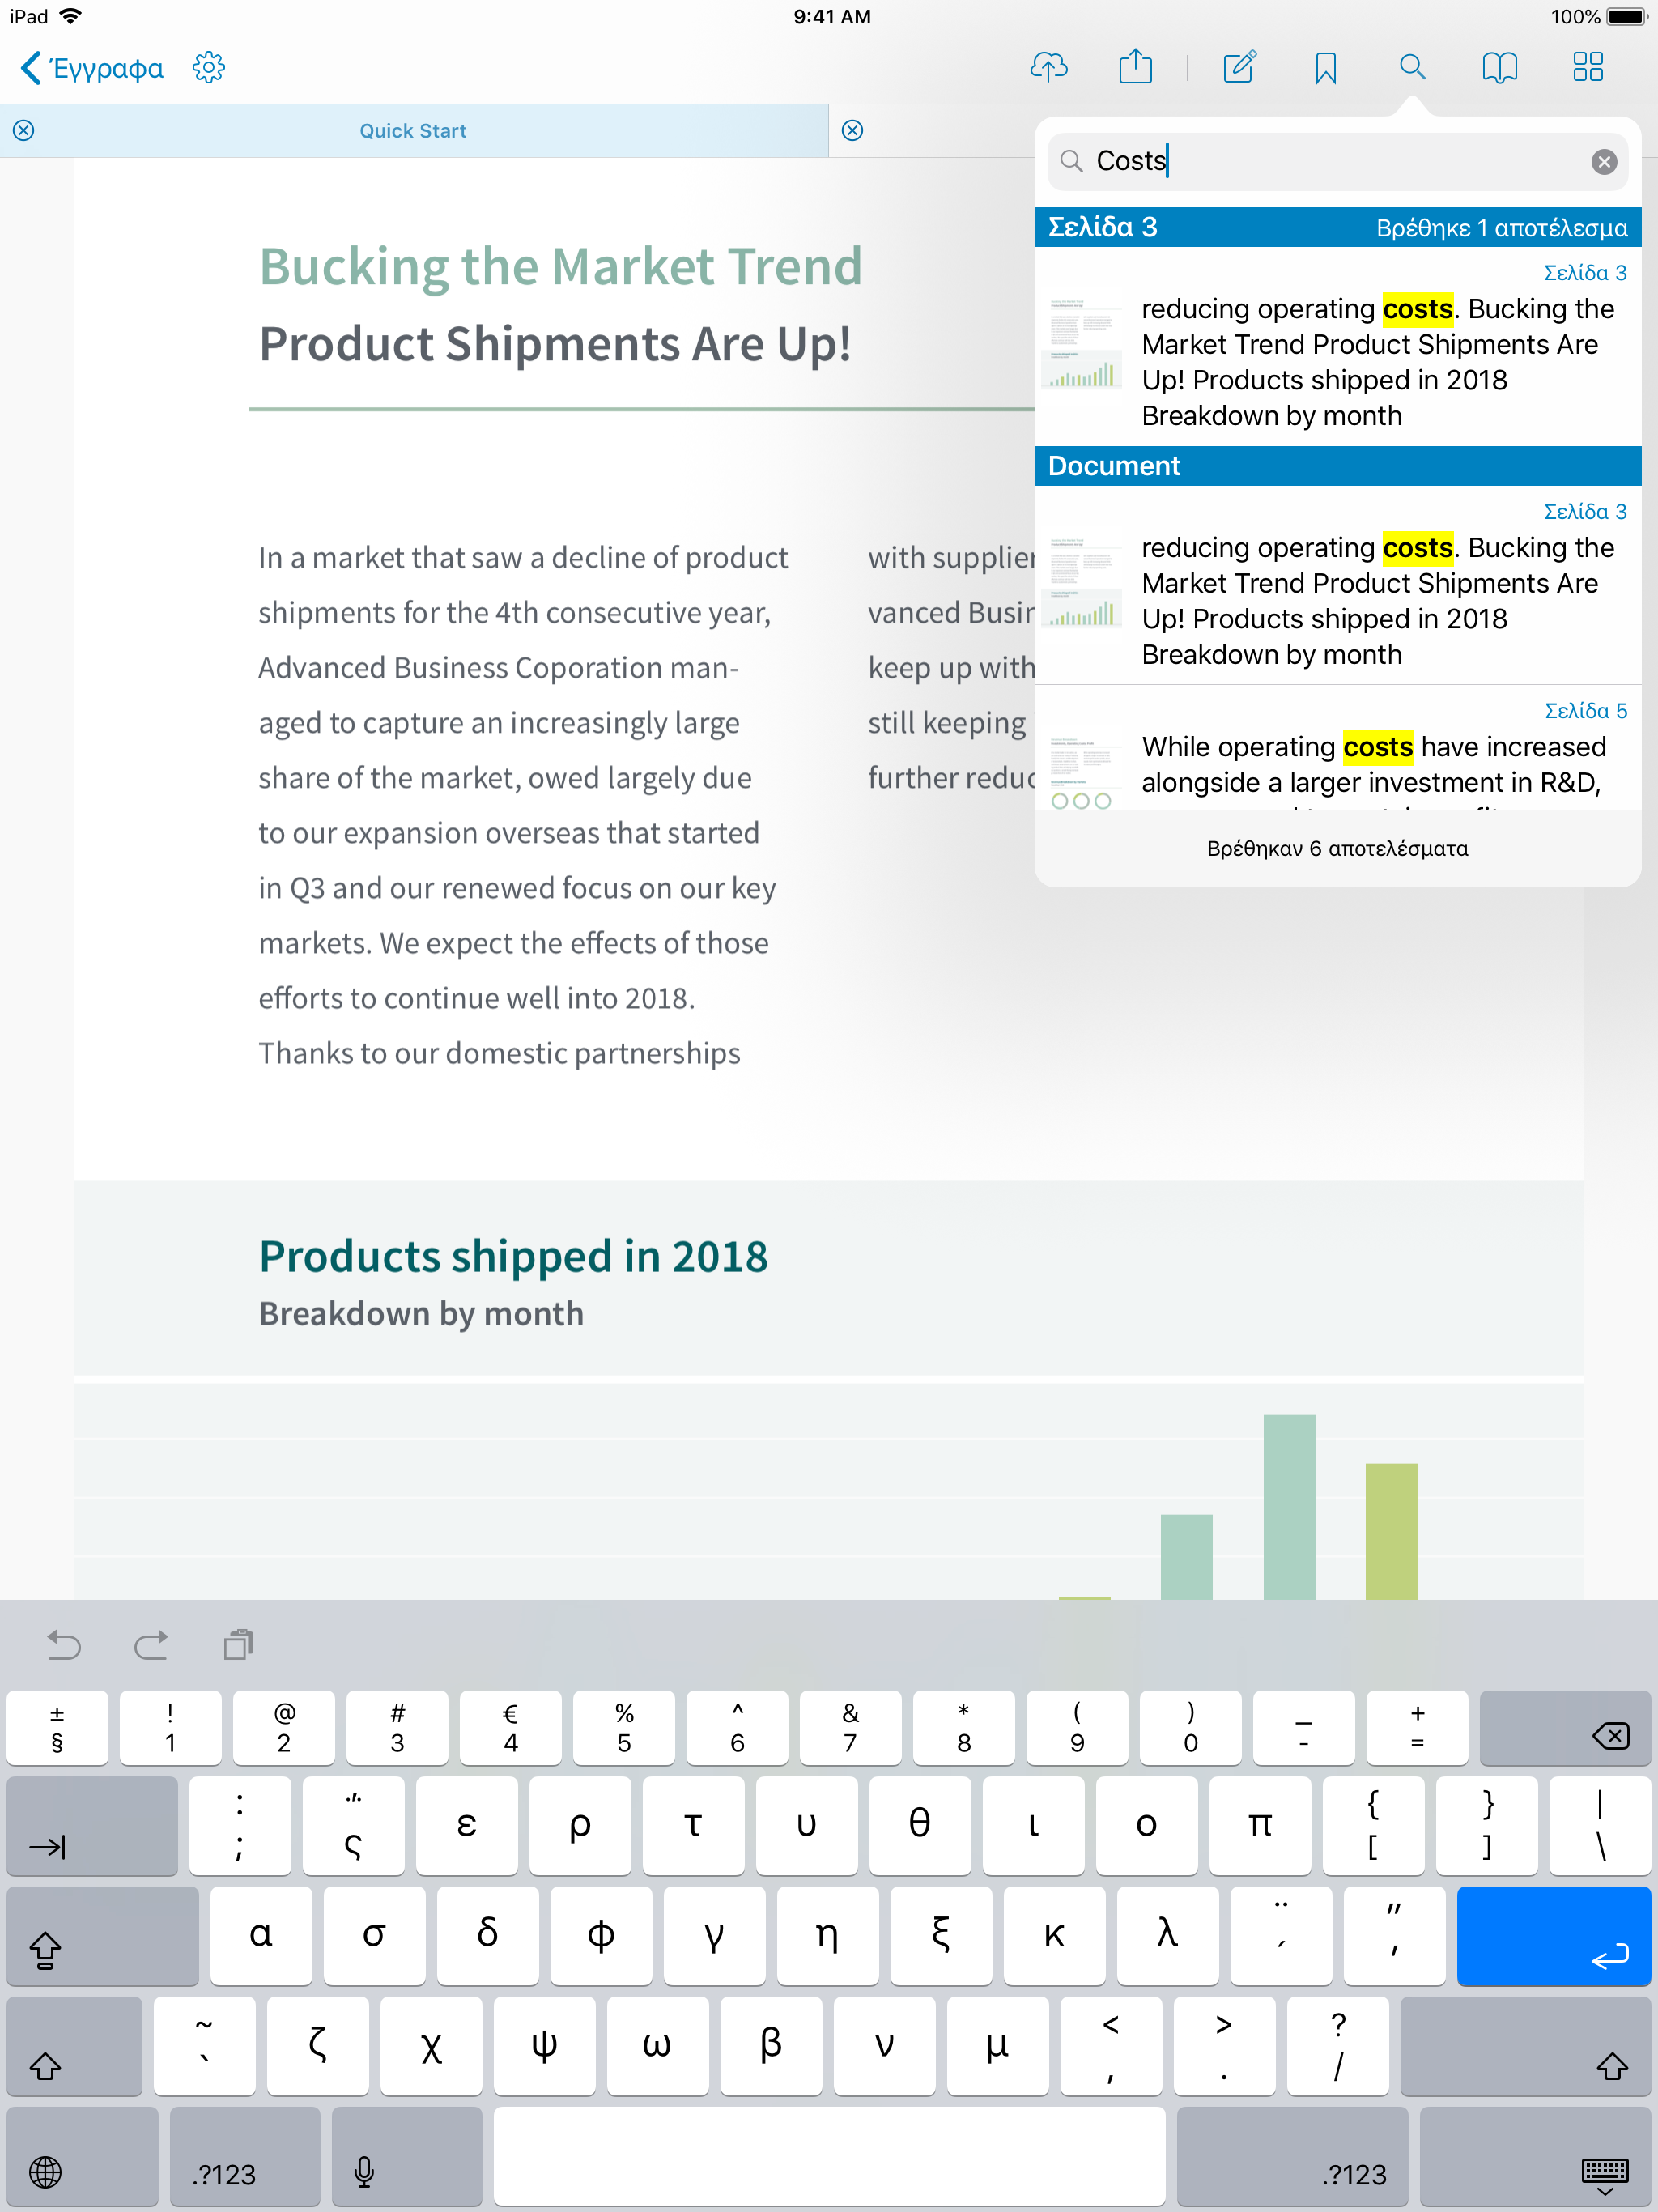 iPad
9:41 AM
100%
Έγγραφα
Quick Start
Costs
Σελίδα 3
Βρέθηκε 1 αποτέλεσμα
Σελίδα 3
reducing operating costs. Bucking the
Market Trend Product Shipments Are
Up! Products shipped in 2018
Breakdown by month
Document
Σελίδα 3
reducing operating costs. Bucking the
Market Trend Product Shipments Are
Up! Products shipped in 2018
Breakdown by month
Σελίδα 5
While operating costs have increased
alongside a larger investment in R&D,
Βρέθηκαν 6 αποτελέσματα
Bucking the Market Trend
Product Shipments Are Up!
In a market that saw a decline of product
shipments for the 4th consecutive year,
Advanced Business Coporation man-
aged to capture an increasingly large
share of the market, owed largely due
to our expansion overseas that started
in Q3 and our renewed focus on our key
markets. We expect the effects of those
efforts to continue well into 2018.
Thanks to our domestic partnerships
with supplier
vanced Busin
keep up with
still keeping
further reduc
Products shipped in 2018
Breakdown by month
± ! @ # € % ^ & * ( ) _ +
§ 1 2 3 4 5 6 7 8 9 0 - =
: ΅ { } |
; ς ε ρ τ υ θ ι ο π [ ] \
α σ δ φ γ η ξ κ λ ¨ ΄ " '
~ ` ζ χ ψ ω β ν μ < , > . ? /
.?123 .?123